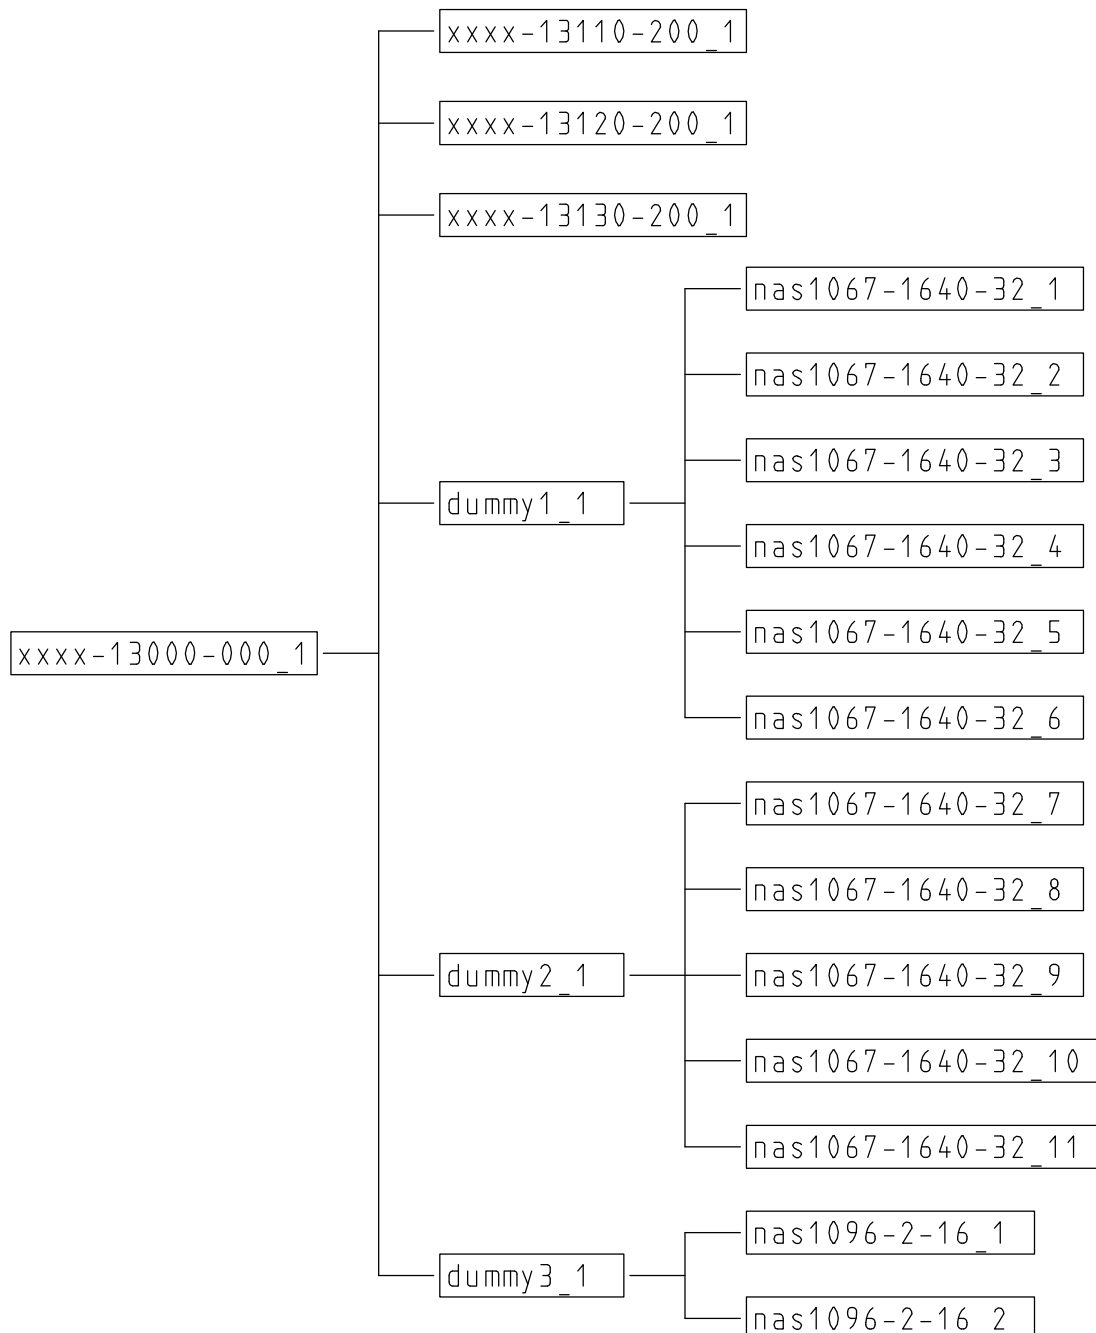 xxxx-13110-200_1
xxxx-13120-200_1
xxxx-13130-200_1
nas1067-1640-32_1
nas1067-1640-32_2
nas1067-1640-32_3
dummy1_1
nas1067-1640-32_4
nas1067-1640-32_5
xxxx-13000-000_1
nas1067-1640-32_6
nas1067-1640-32_7
nas1067-1640-32_8
dummy2_1
nas1067-1640-32_9
nas1067-1640-32_10
nas1067-1640-32_11
nas1096-2-16_1
dummy3_1
nas1096-2-16_2